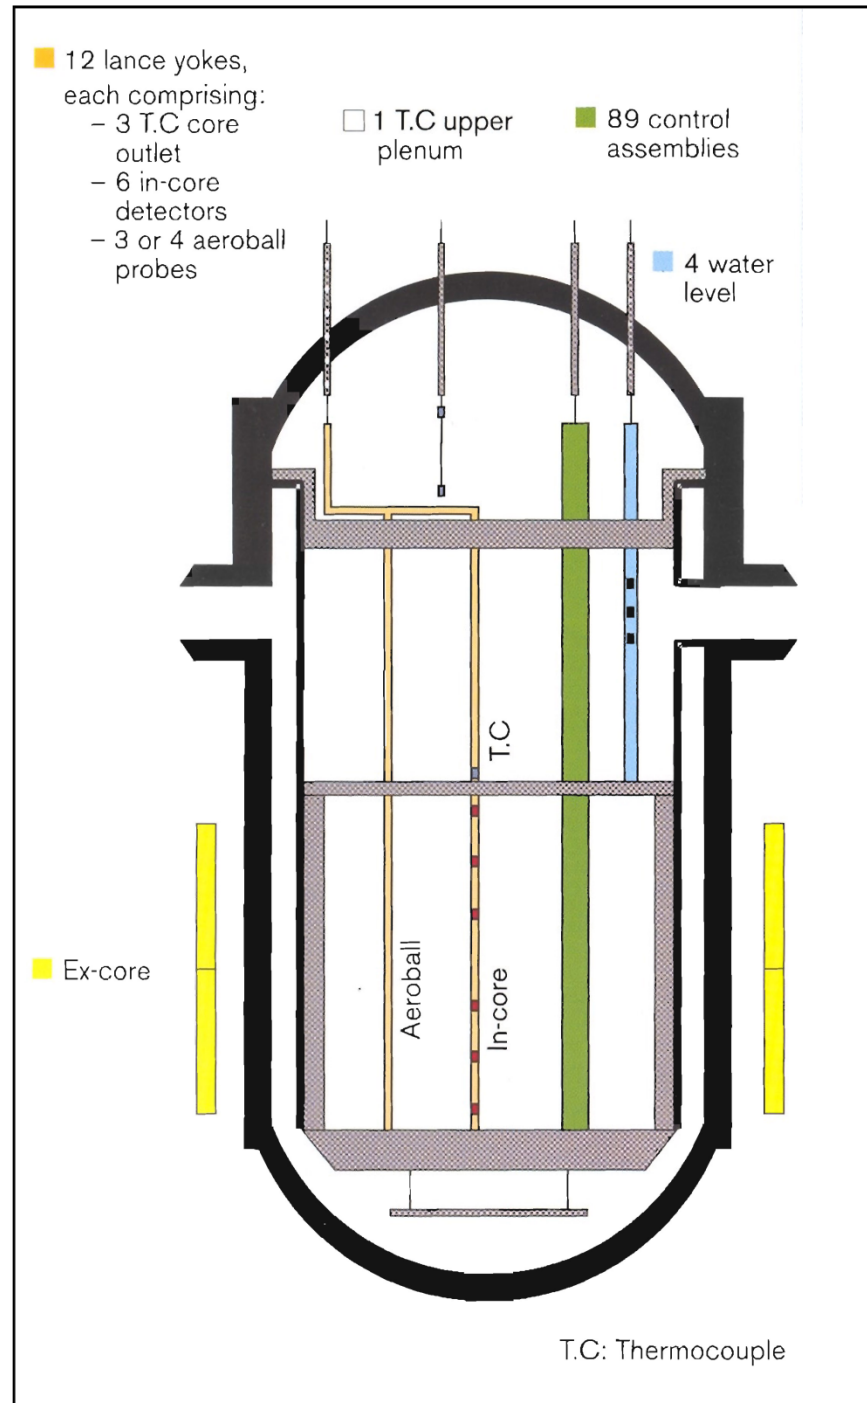 12 lance yokes,
each comprising:
– 3 T.C core
outlet
– 6 in-core
detectors
– 3 or 4 aeroball
probes
1 T.C upper
plenum
89 control
assemblies
4 water
level
T.C
Aeroball
In-core
Ex-core
T.C: Thermocouple